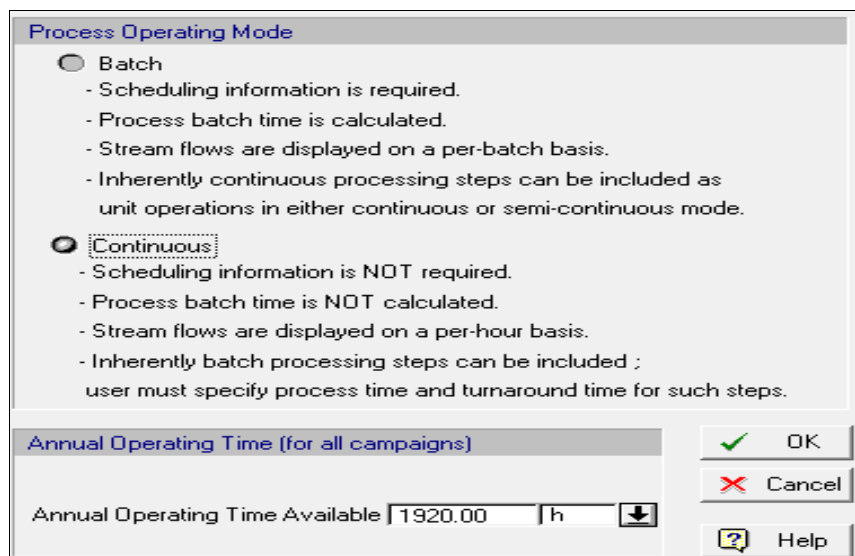 Process Operating Mode
Batch
- Scheduling information is required.
- Process batch time is calculated.
- Stream flows are displayed on a per-batch basis.
- Inherently continuous processing steps can be included as
unit operations in either continuous or semi-continuous mode.
Continuous
- Scheduling information is NOT required.
- Process batch time is NOT calculated.
- Stream flows are displayed on a per-hour basis.
- Inherently batch processing steps can be included ;
user must specify process time and turnaround time for such steps.
Annual Operating Time (for all campaigns)
OK
Cancel
Annual Operating Time Available 1920.00 h
? Help